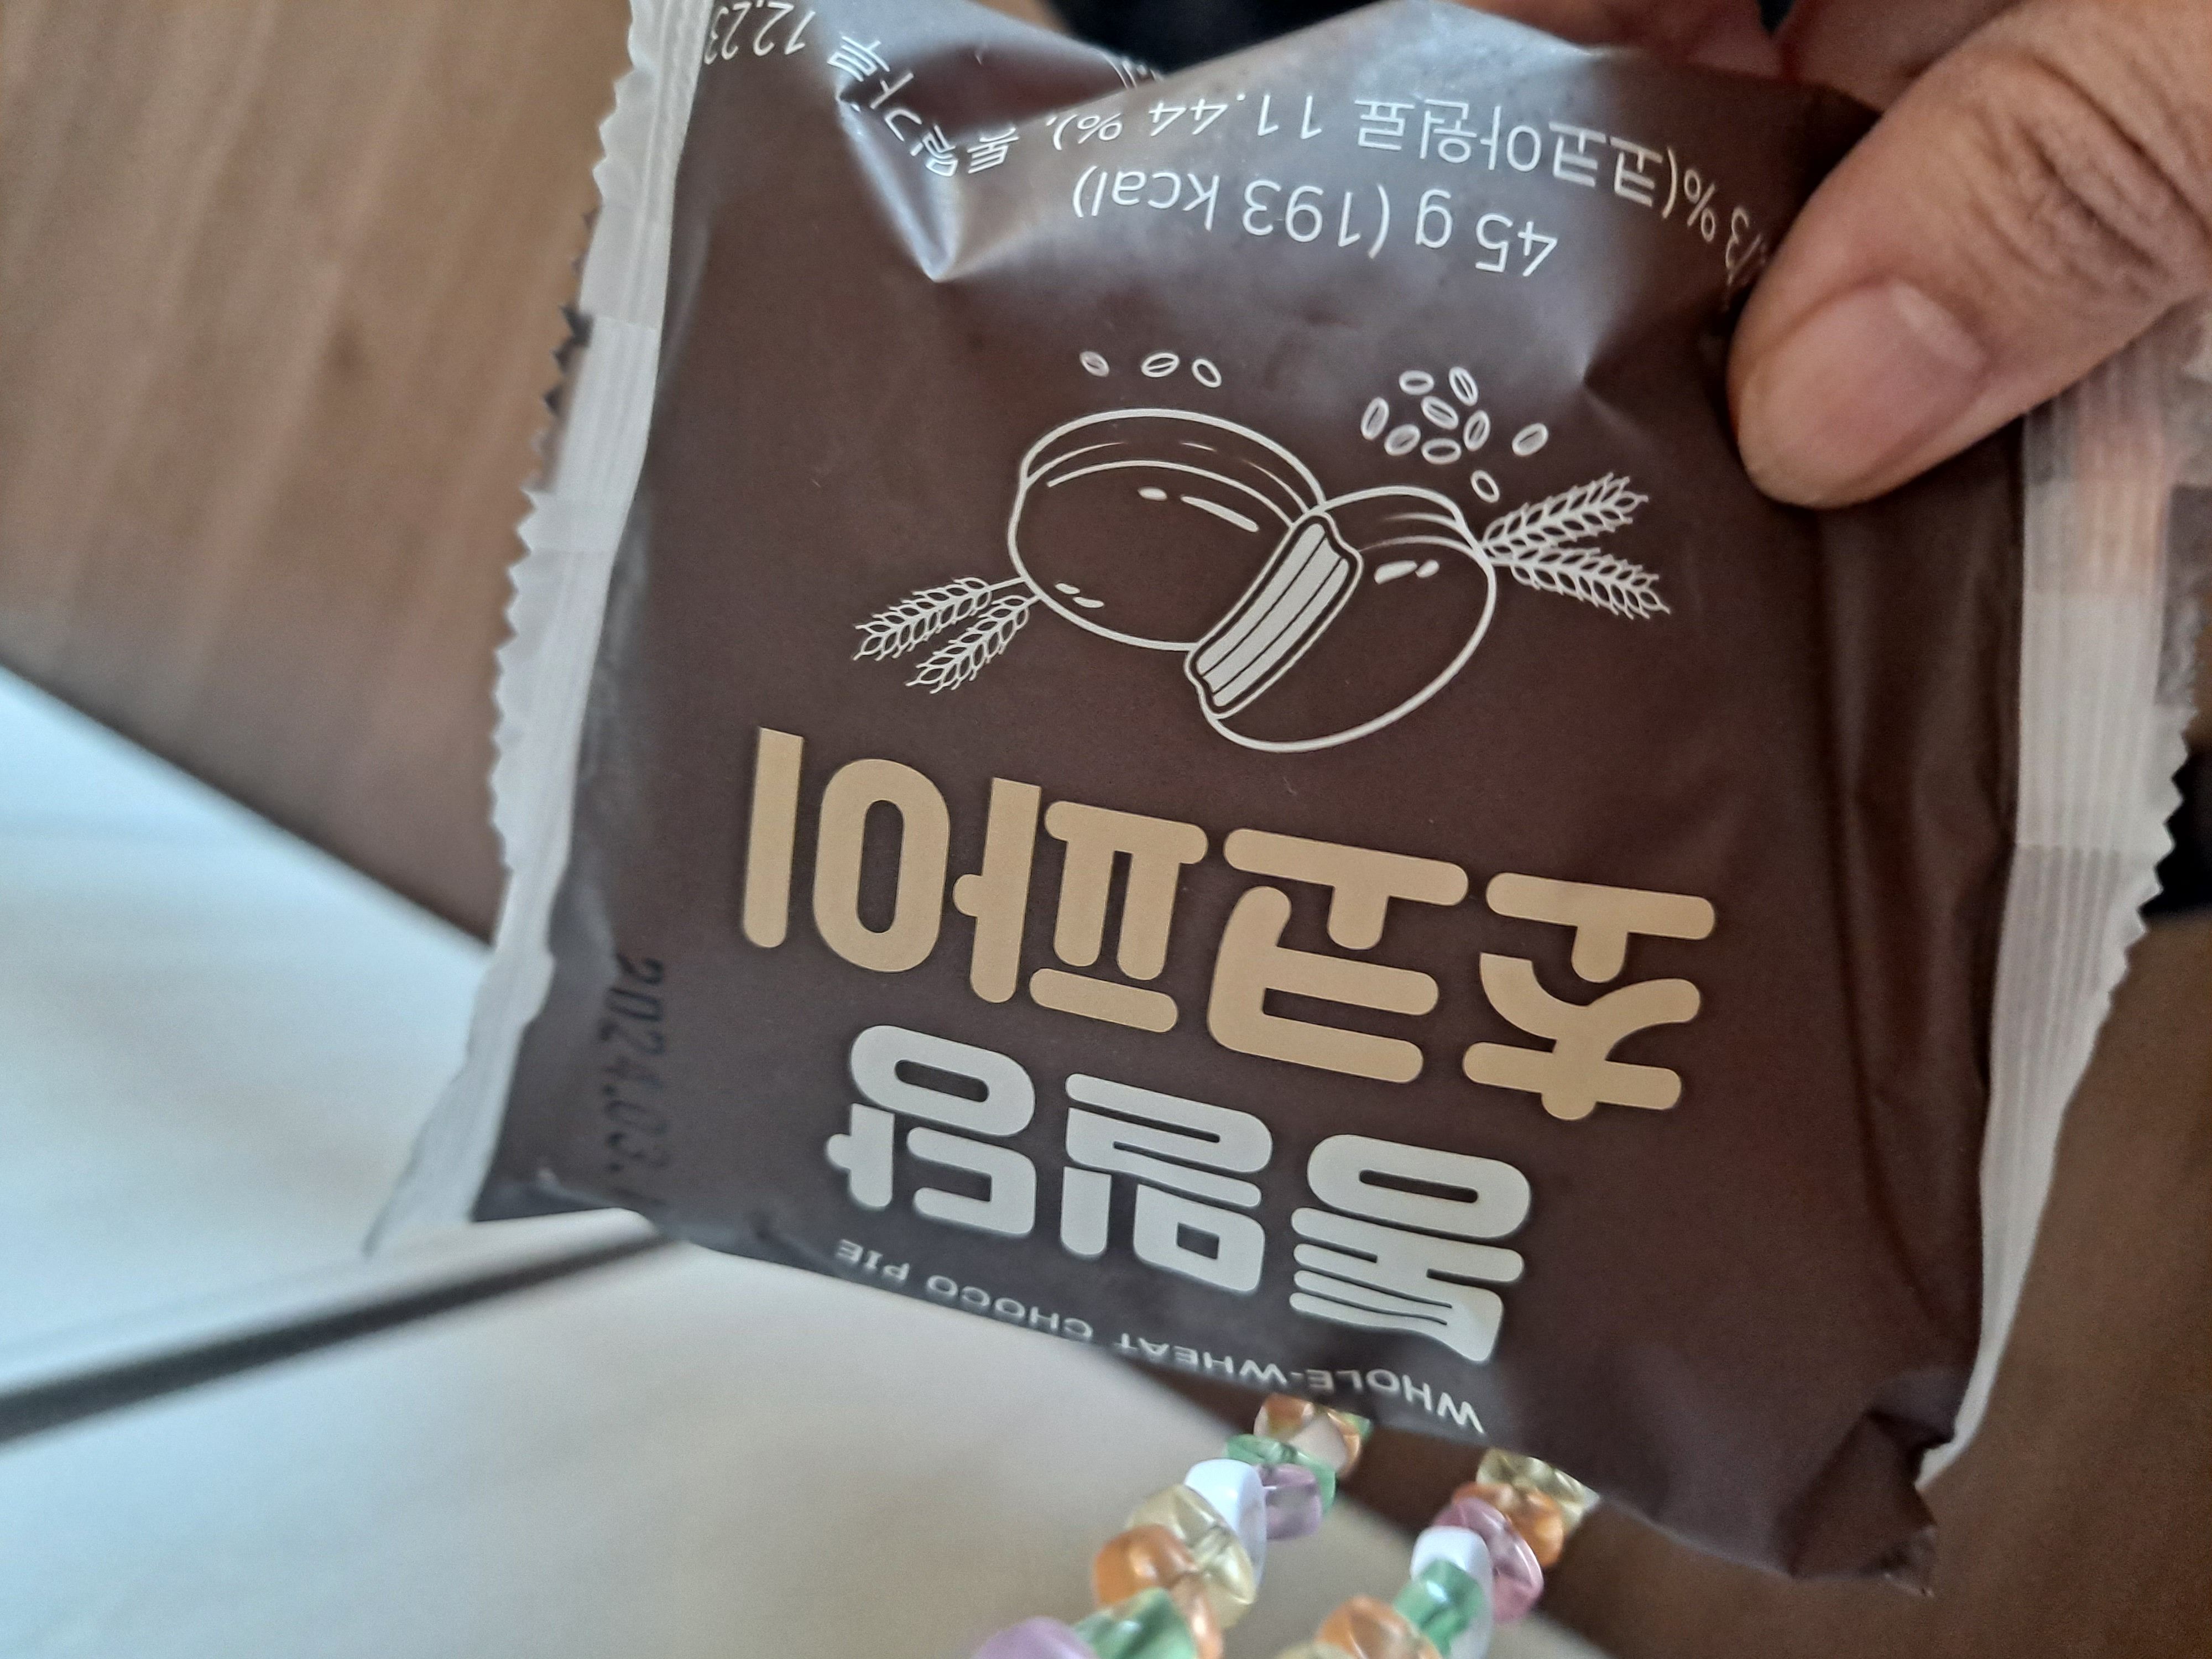 WHOLE-WHEAT CHOCO PIE
통밀당
초코파이
45 g (193 kcal)
%(코코아원료 11.44 %), 통밀가루 12.23
2024.03.1